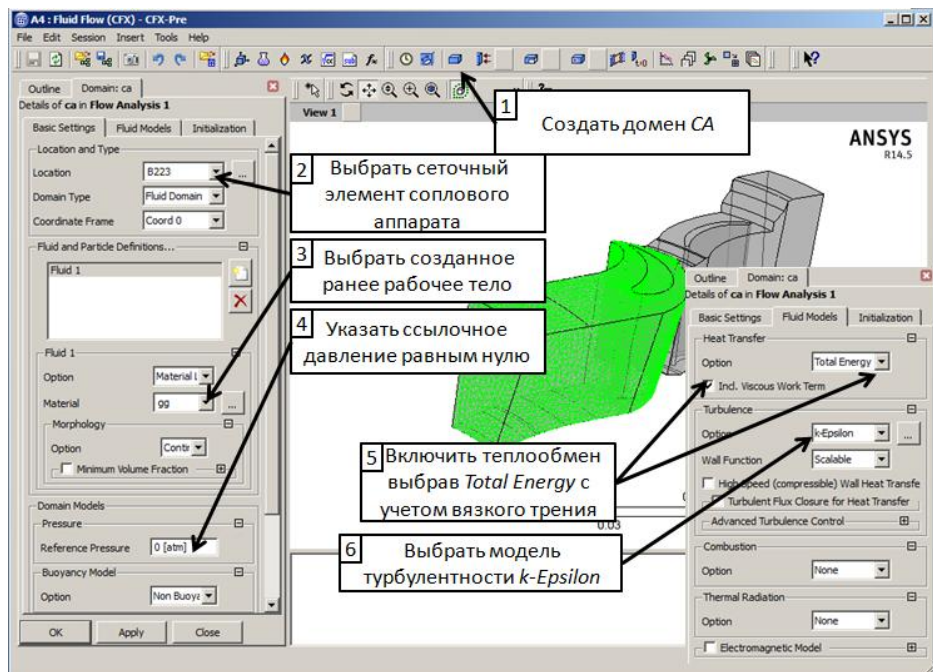 A4 : Fluid Flow (CFX) - CFX-Pre
File Edit Session Insert Tools Help
Outline Domain: ca
Details of ca in Flow Analysis 1
Basic Settings Fluid Models Initialization
Location and Type
Location B223 ...
Domain Type Fluid Domain
Coordinate Frame Coord 0
Fluid and Particle Definitions...
Fluid 1
Fluid 1
Option Material L
Material gg ...
Morphology
Option Contir
Minimum Volume Fraction
Domain Models
Pressure
Reference Pressure 0 [atm]
Buoyancy Model
Option Non Buoya
OK Apply Close
View 1
ANSYS
R14.5
1
Создать домен CA
2 Выбрать сеточный
элемент соплового
аппарата
3 Выбрать созданное
ранее рабочее тело
4 Указать ссылочное
давление равным нулю
5 Включить теплообмен
выбрав Total Energy с
учетом вязкого трения
0.03
6 Выбрать модель
турбулентности k-Epsilon
Outline Domain: ca
Details of ca in Flow Analysis 1
Basic Settings Fluid Models Initialization
Heat Transfer
Option Total Energy
Incl. Viscous Work Term
Turbulence
Option k-Epsilon ...
Wall Function Scalable
High Speed (compressible) Wall Heat Transfe
Turbulent Flux Closure for Heat Transfer
Advanced Turbulence Control
Combustion
Option None
Thermal Radiation
Option None
Electromagnetic Model